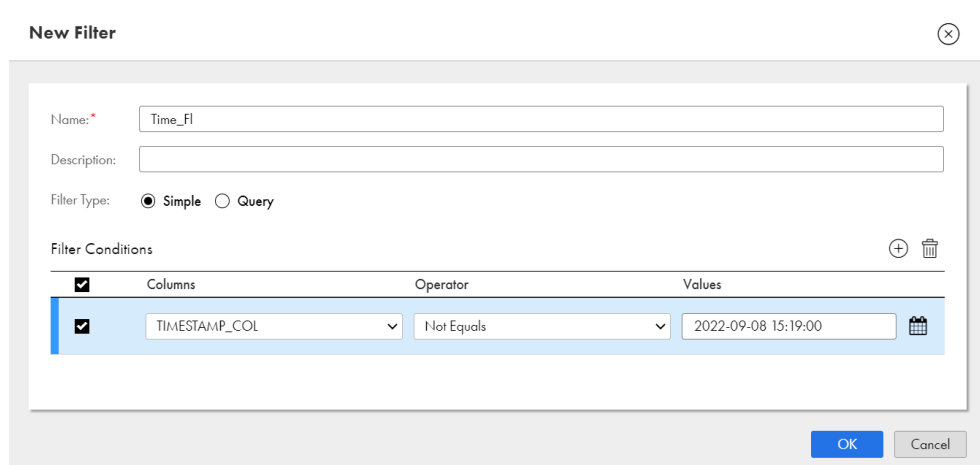 New Filter
Name:* Time_Fl
Description:
Filter Type: Simple Query
Filter Conditions
Columns Operator Values
TIMESTAMP_COL Not Equals 2022-09-08 15:19:00
OK Cancel